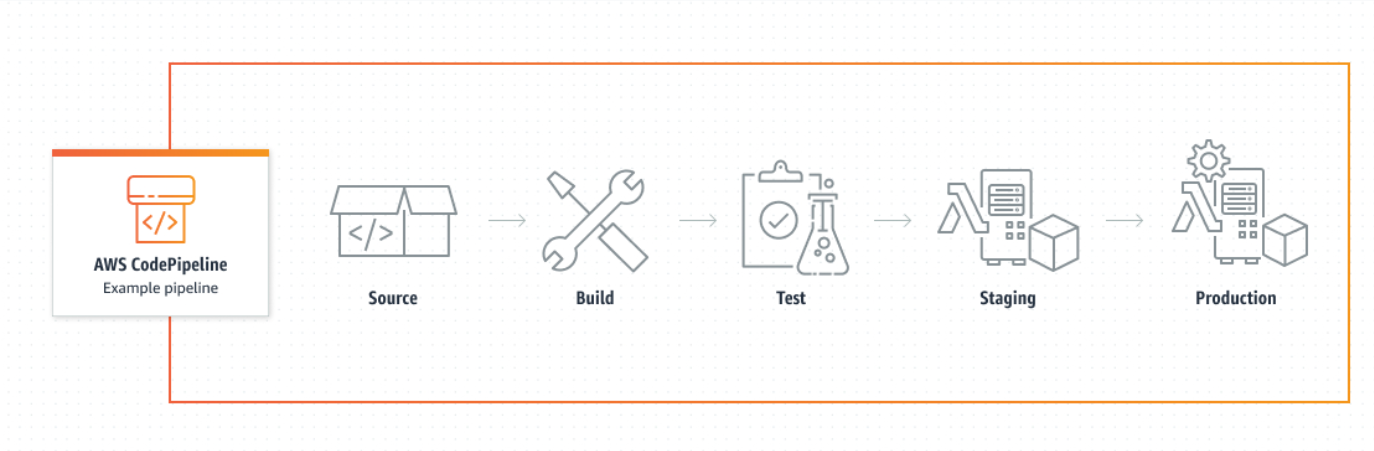 </>
AWS CodePipeline
Example pipeline
</>
Source
Build
Test
Staging
Production